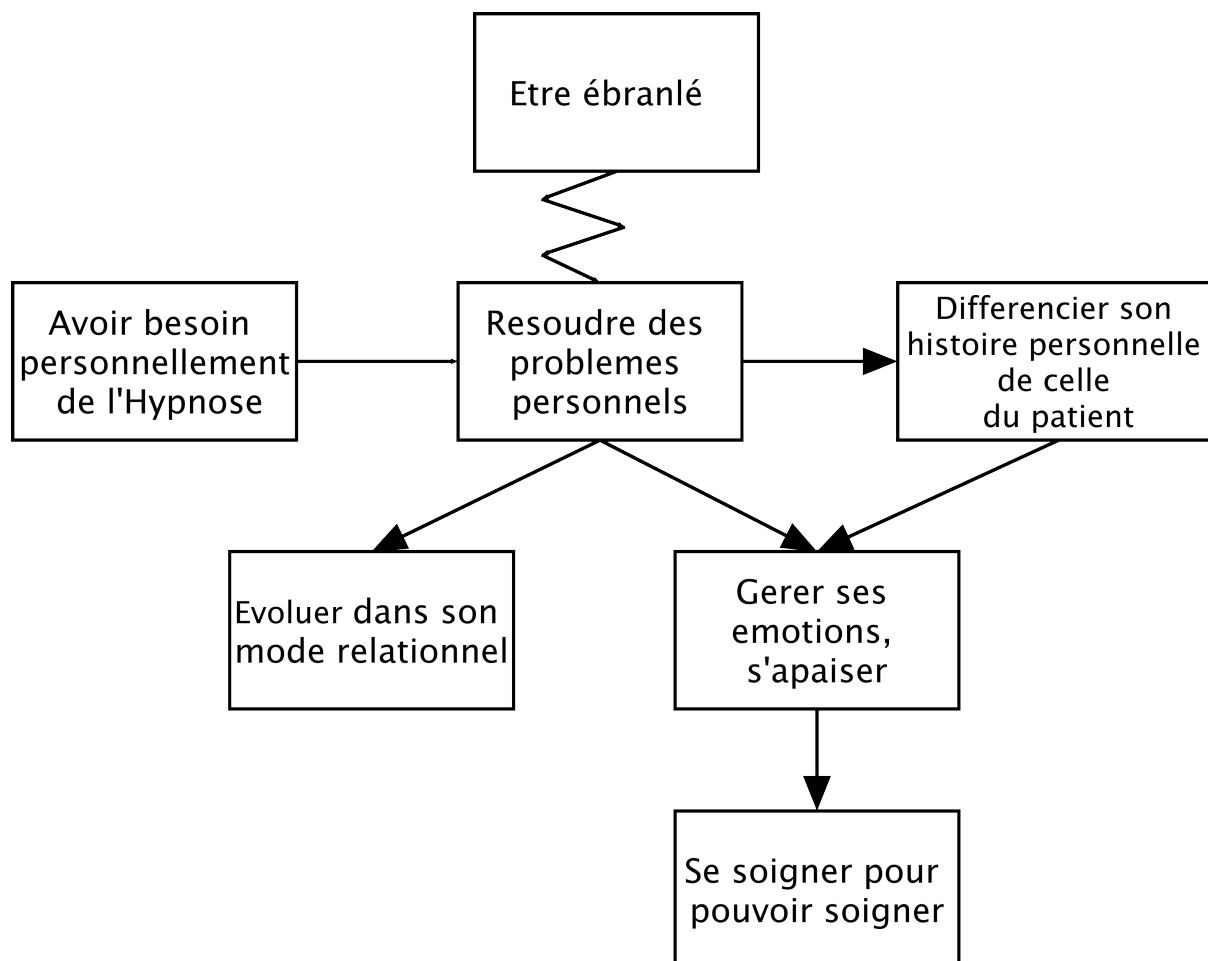 Etre ébranlé
Avoir besoin
personnellement
de l'Hypnose
Resoudre des
problemes
personnels
Differencier son
histoire personnelle
de celle
du patient
Evoluer dans son
mode relationnel
Gerer ses
emotions,
s'apaiser
Se soigner pour
pouvoir soigner